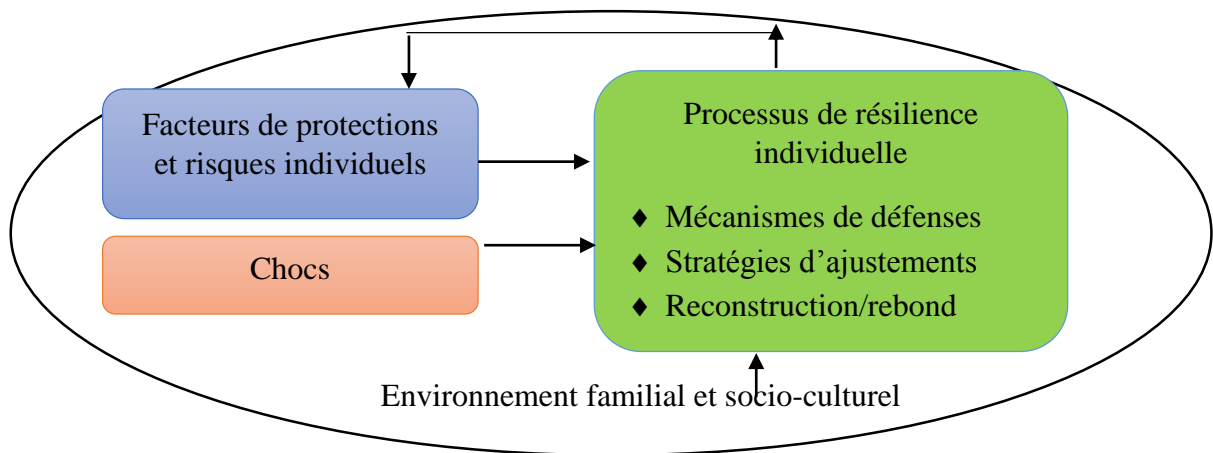 Facteurs de protections
et risques individuels
Chocs
Processus de résilience
individuelle
♦ Mécanismes de défenses
♦ Stratégies d’ajustements
♦ Reconstruction/rebond
Environnement familial et socio-culturel